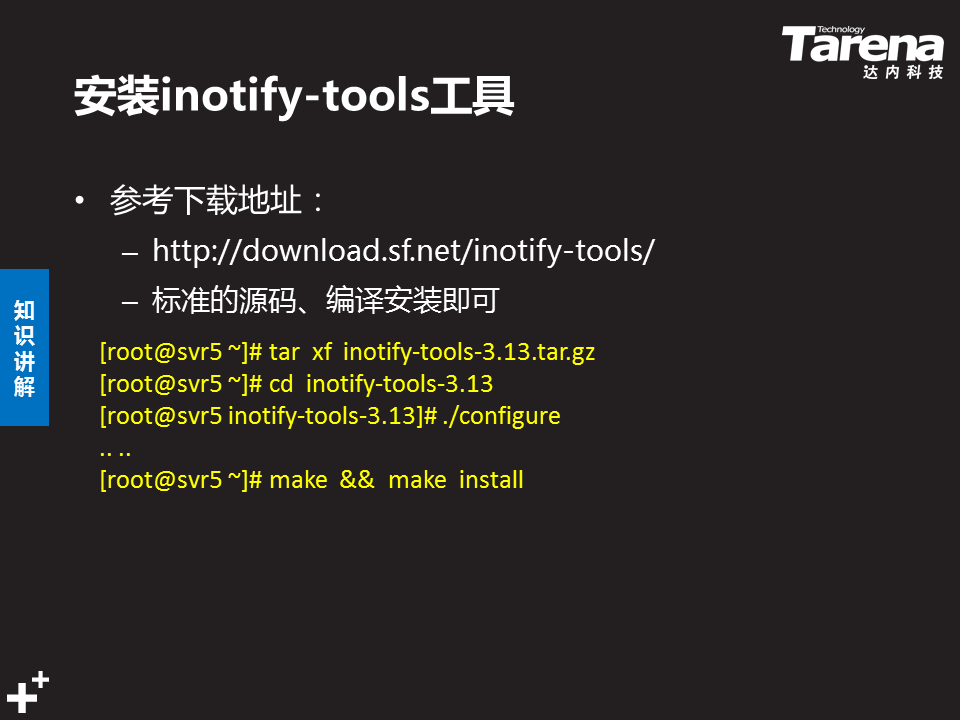 Technology
Tarena
达内科技
安装inotify-tools工具
• 参考下载地址：
– http://download.sf.net/inotify-tools/
– 标准的源码、编译安装即可
知识讲解
[root@svr5 ~]# tar  xf  inotify-tools-3.13.tar.gz
[root@svr5 ~]# cd  inotify-tools-3.13
[root@svr5 inotify-tools-3.13]# ./configure
.. ..
[root@svr5 ~]# make  &&  make  install